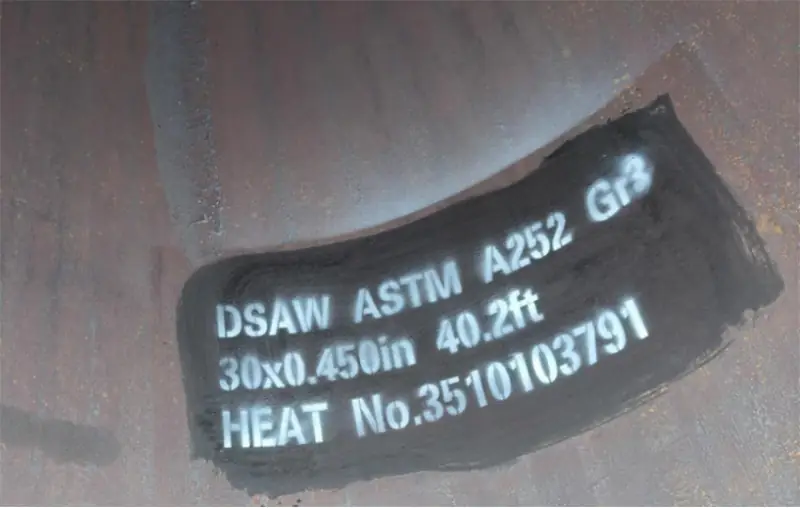 DSAW ASTM A252 Gr3
30x0.450in 40.2ft
HEAT No.3510103791